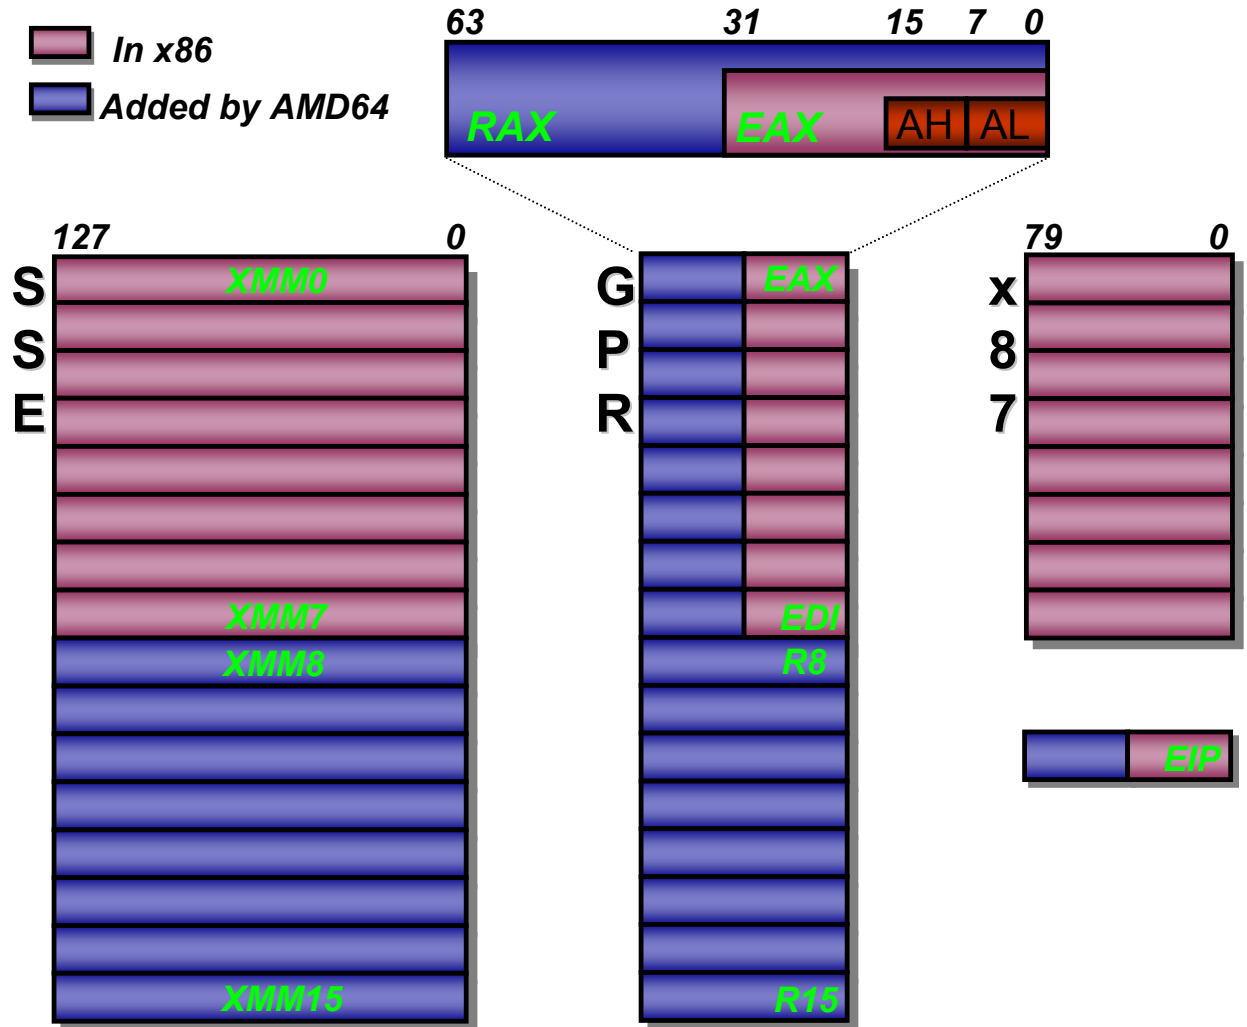 63 31 15 7 0
In x86
Added by AMD64
RAX EAX AH AL
127 0
79 0
S
S
E
XMM0
XMM7
XMM8
XMM15
G
P
R
EAX
EDI
R8
R15
x
8
7
EIP